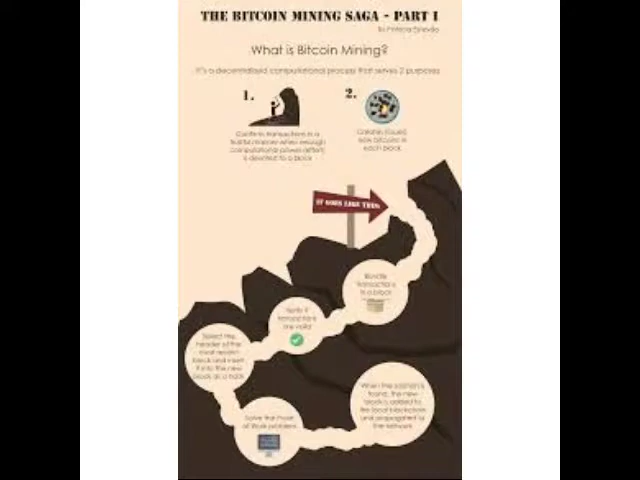 THE BITCOIN MINING SAGA - PART 1
What is Bitcoin Mining?
It's a decentralised computational process that serves 2 purposes
1.
2.
Confirm transactions in a
trustful manner when enough
computational power (effort)
is devoted to a block
Creates (issues)
new bitcoins in
each block
IT GOES LIKE THIS
Bundle
transactions
in a block
Verify if
transactions
are valid
Select the
header of the
most recent
block and insert
it into the new
block as a hash
Solve the Proof
of Work problem
When the solution is
found, the new
block is added to
the local blockchain
and propagated to
the network